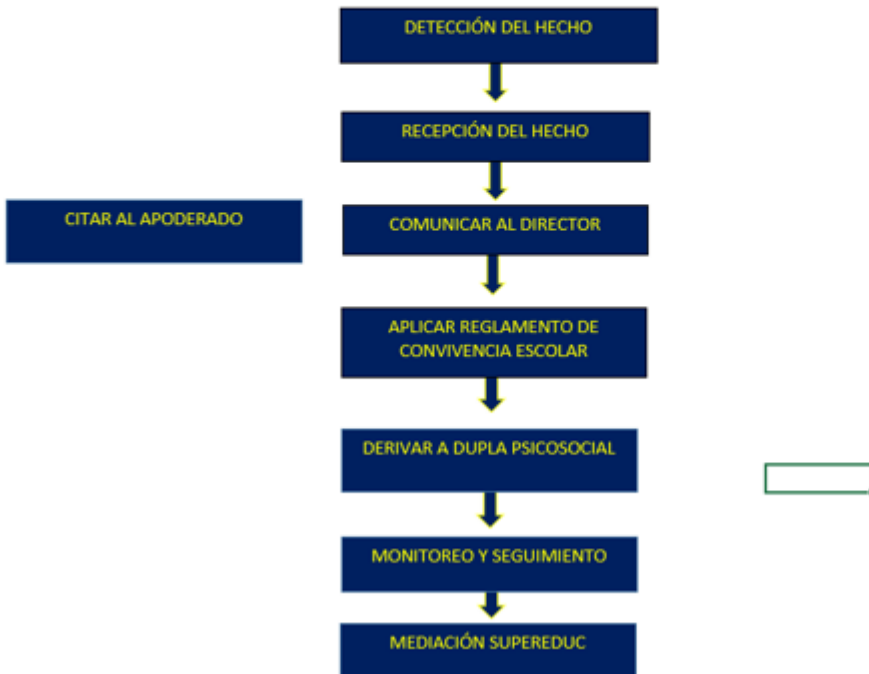 DETECCIÓN DEL HECHO
RECEPCIÓN DEL HECHO
CITAR AL APODERADO
COMUNICAR AL DIRECTOR
APLICAR REGLAMENTO DE
CONVIVENCIA ESCOLAR
DERIVAR A DUPLA PSICOSOCIAL
MONITOREO Y SEGUIMIENTO
MEDIACIÓN SUPEREDUC